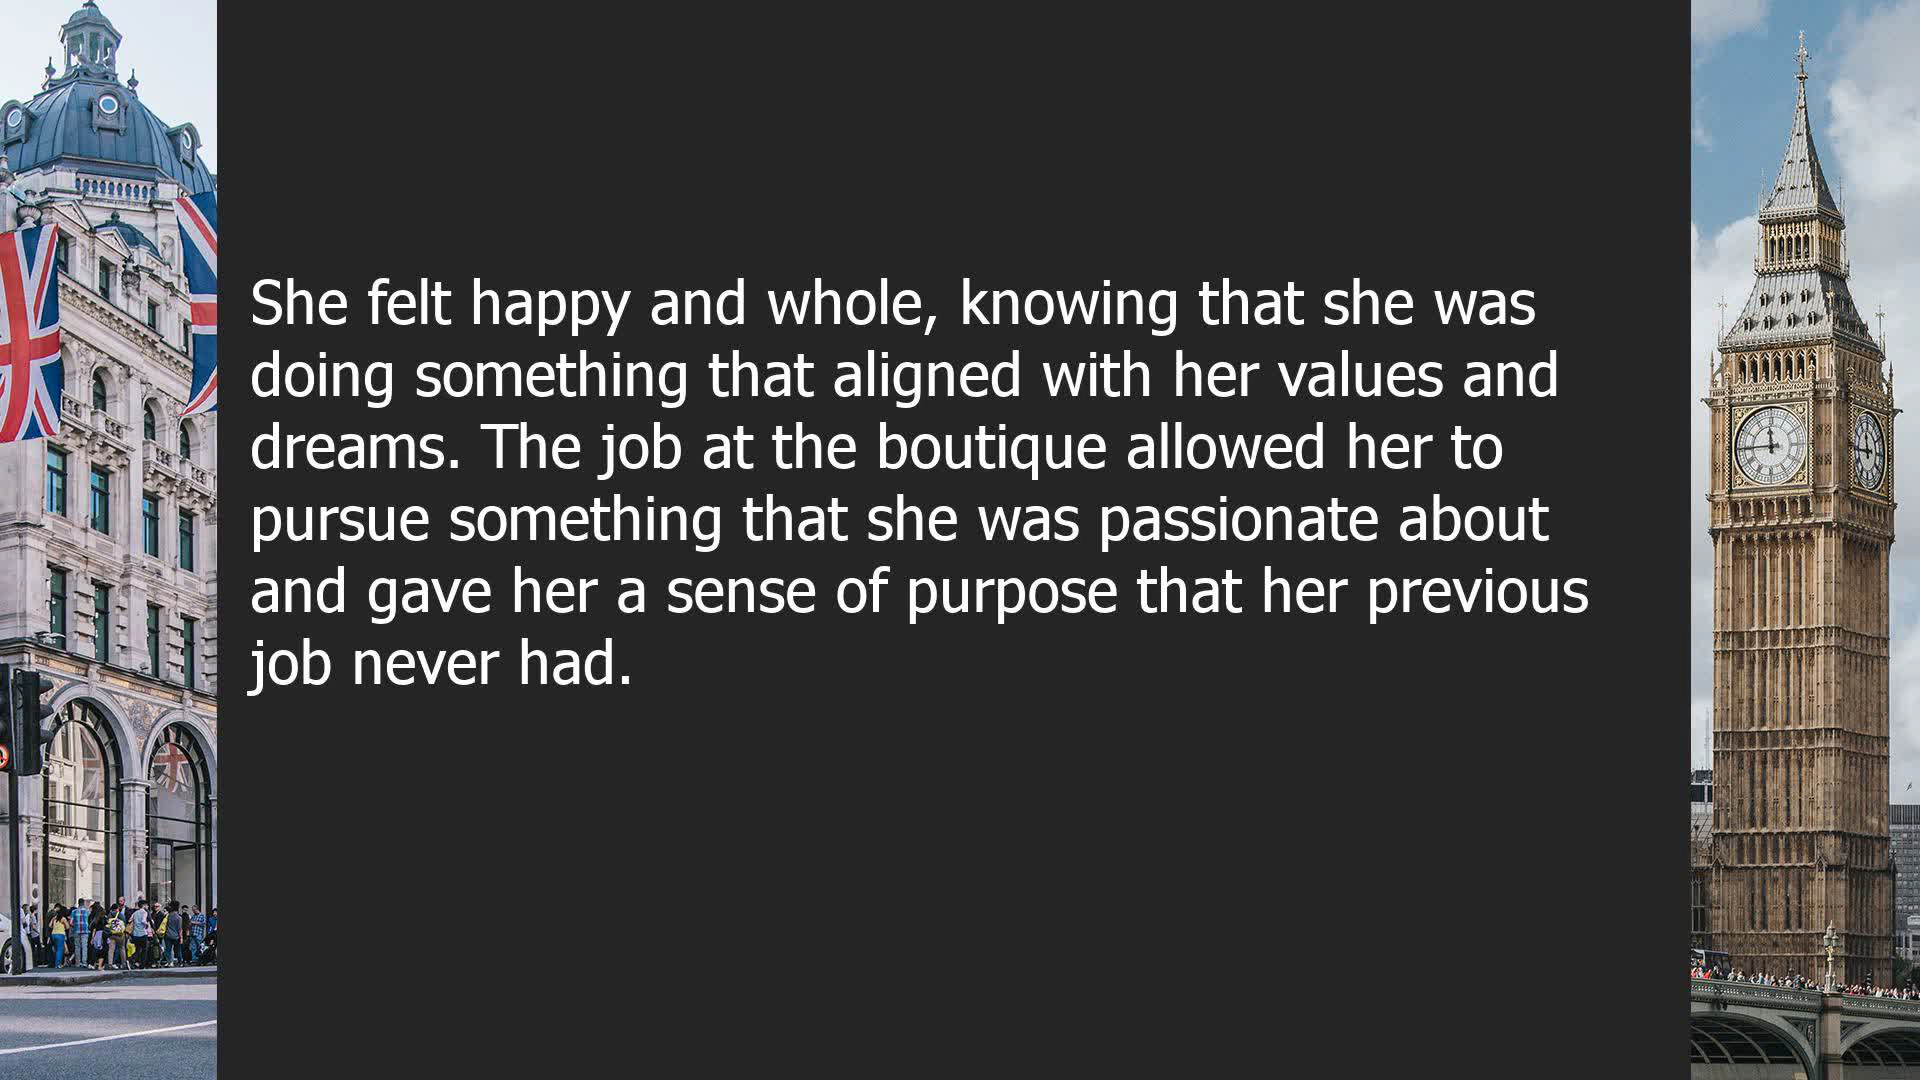 She felt happy and whole, knowing that she was
doing something that aligned with her values and
dreams. The job at the boutique allowed her to
pursue something that she was passionate about
and gave her a sense of purpose that her previous
job never had.